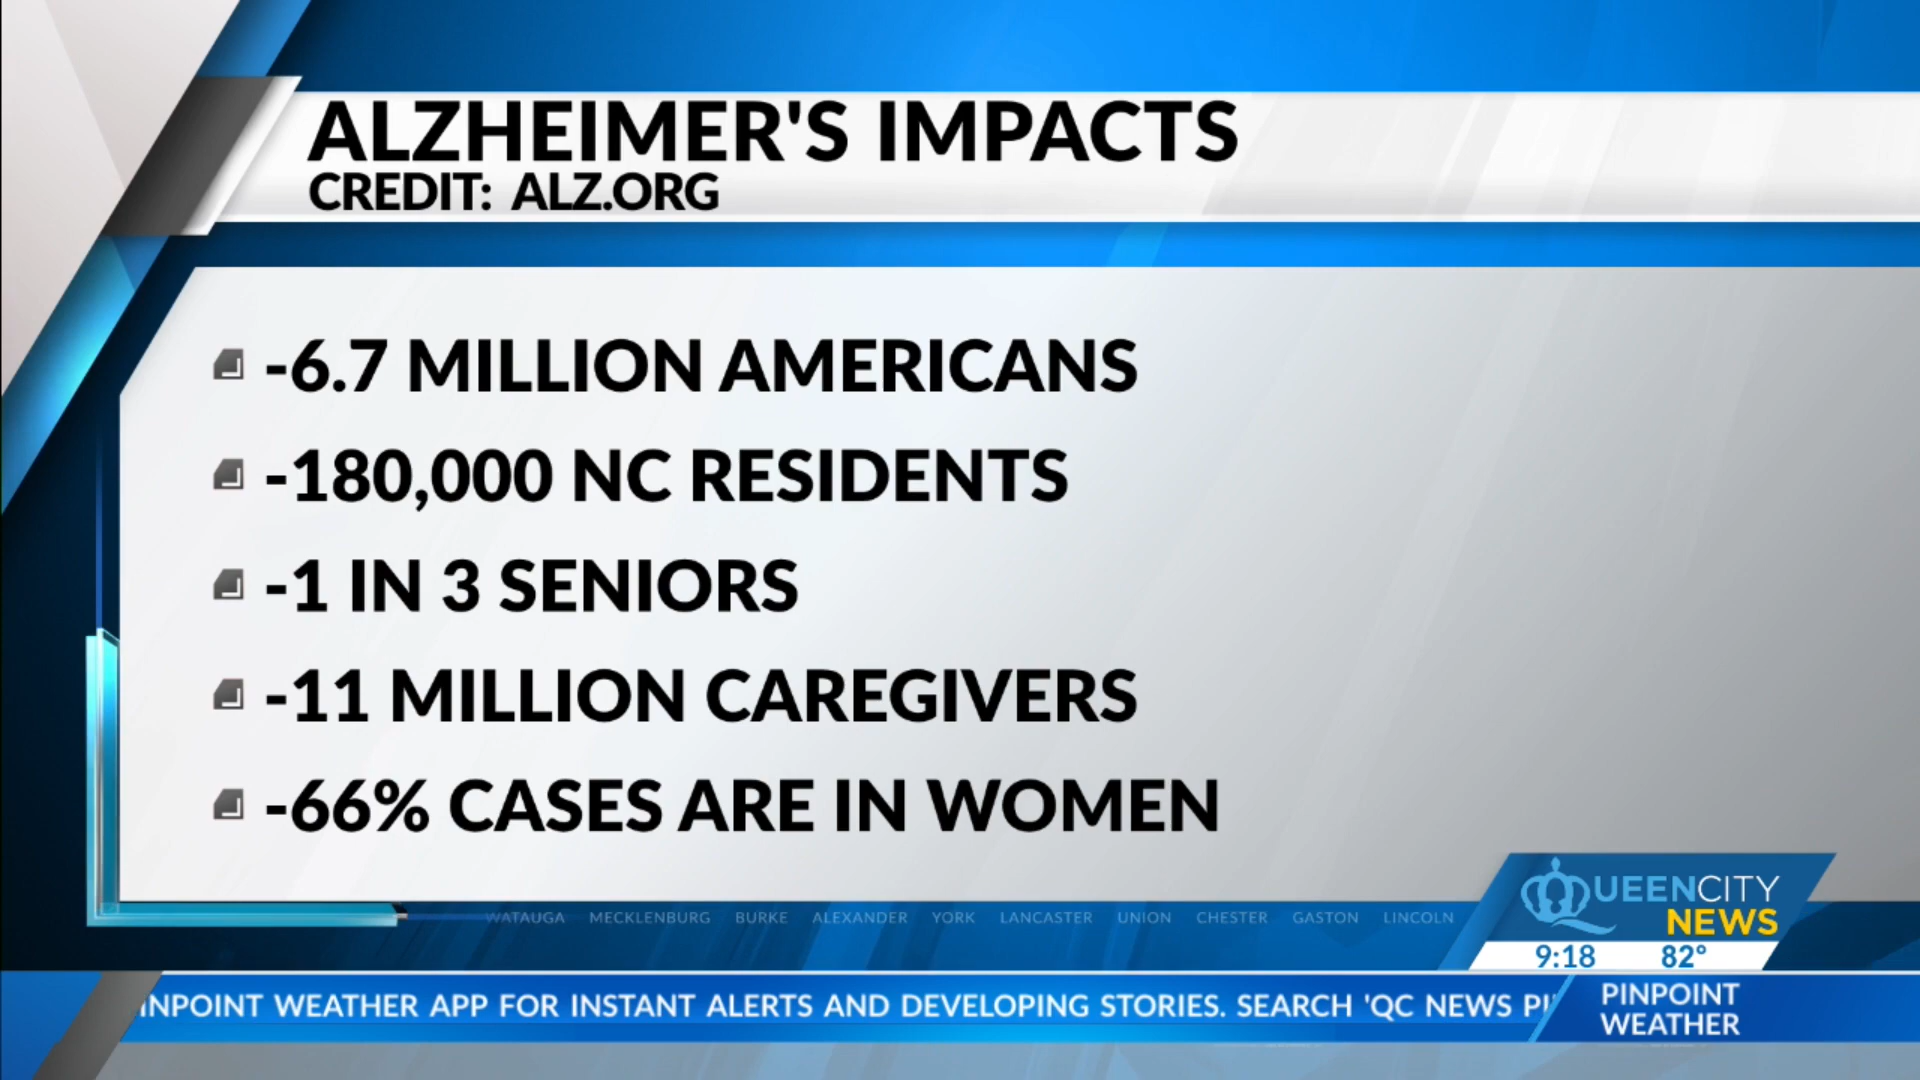 ALZHEIMER'S IMPACTS
CREDIT: ALZ.ORG
-6.7 MILLION AMERICANS
-180,000 NC RESIDENTS
-1 IN 3 SENIORS
-11 MILLION CAREGIVERS
-66% CASES ARE IN WOMEN
WATAUGA MECKLENBURG BURKE ALEXANDER YORK LANCASTER UNION CHESTER GASTON LINCOLN
QUEENCITY
NEWS
9:18 82°
INPOINT WEATHER APP FOR INSTANT ALERTS AND DEVELOPING STORIES. SEARCH 'QC NEWS PI
PINPOINT
WEATHER